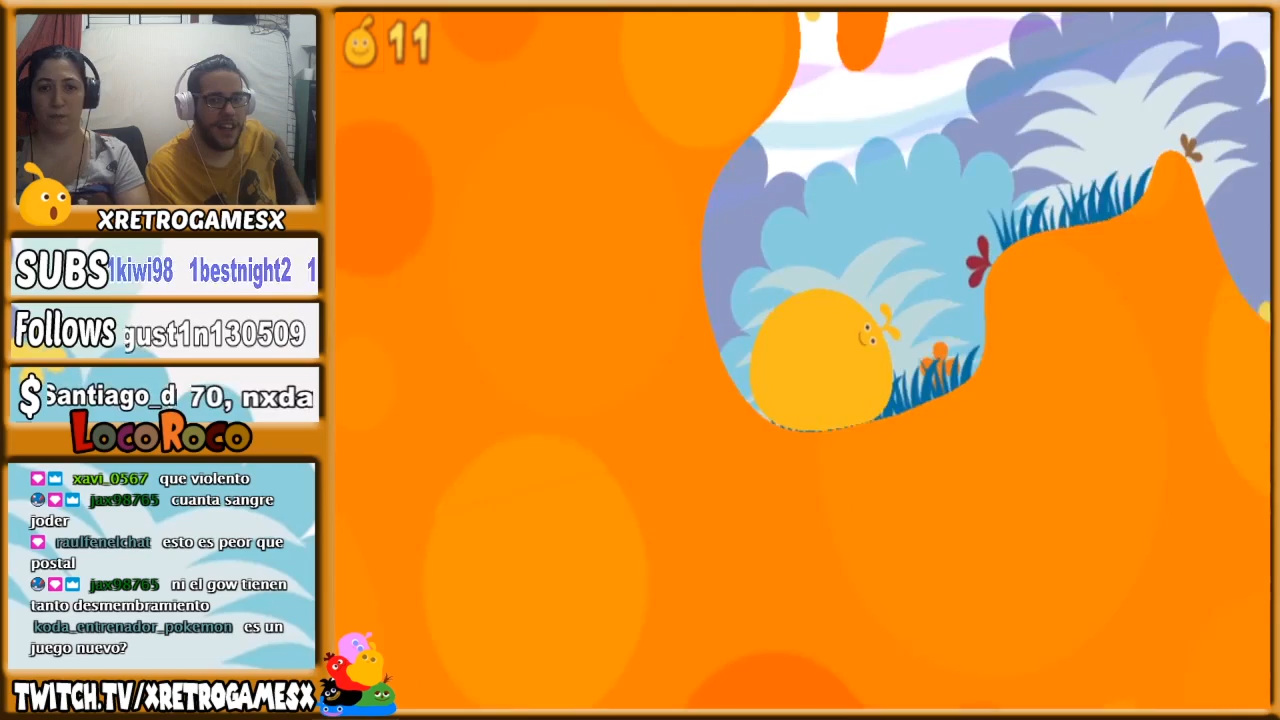 11
XRETROGAMESX
SUBS 1kiwi98 1bestnight2 1
Follows gust1n130509
$ Santiago_d 70, nxda
LocoRoco
xavi_0567 que violento
jax98765 cuanta sangre
joder
raulfenelchat esto es peor que
postal
jax98765 ni el gow tienen
tanto desmembramiento
koda_entrenador_pokemon es un
juego nuevo?
TWITCH.TV/XRETROGAMESX